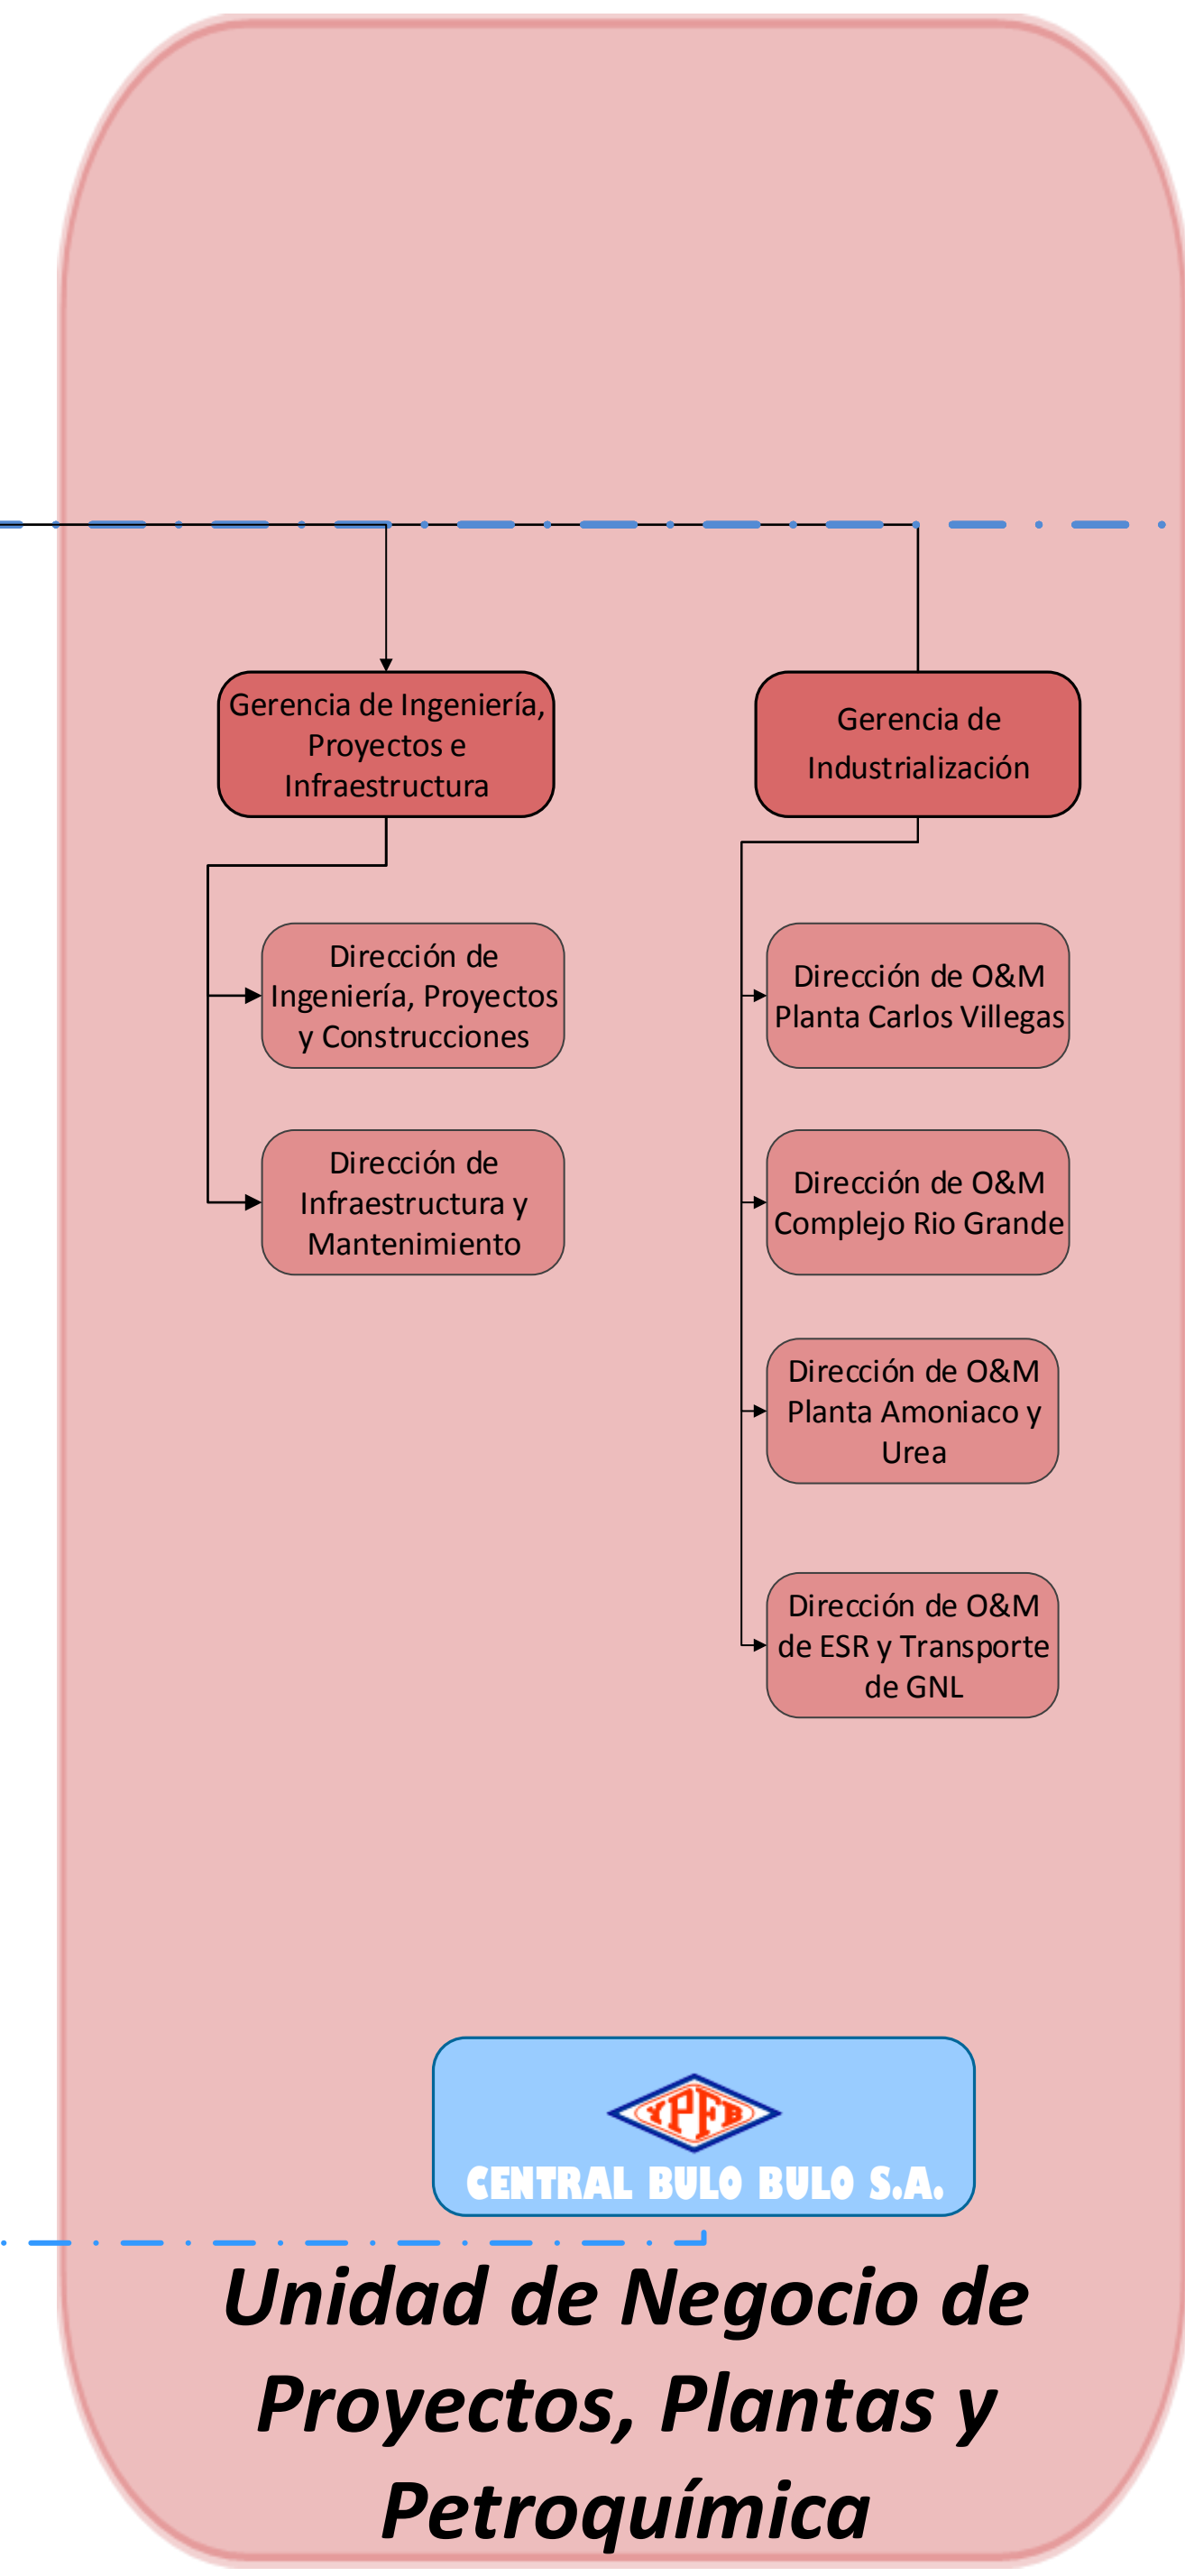 Gerencia de Ingeniería,
Proyectos e
Infraestructura
Gerencia de
Industrialización
Dirección de
Ingeniería, Proyectos
y Construcciones
Dirección de
Infraestructura y
Mantenimiento
Dirección de O&M
Planta Carlos Villegas
Dirección de O&M
Complejo Rio Grande
Dirección de O&M
Planta Amoniaco y
Urea
Dirección de O&M
de ESR y Transporte
de GNL
YPFB
CENTRAL BULO BULO S.A.
Unidad de Negocio de
Proyectos, Plantas y
Petroquímica